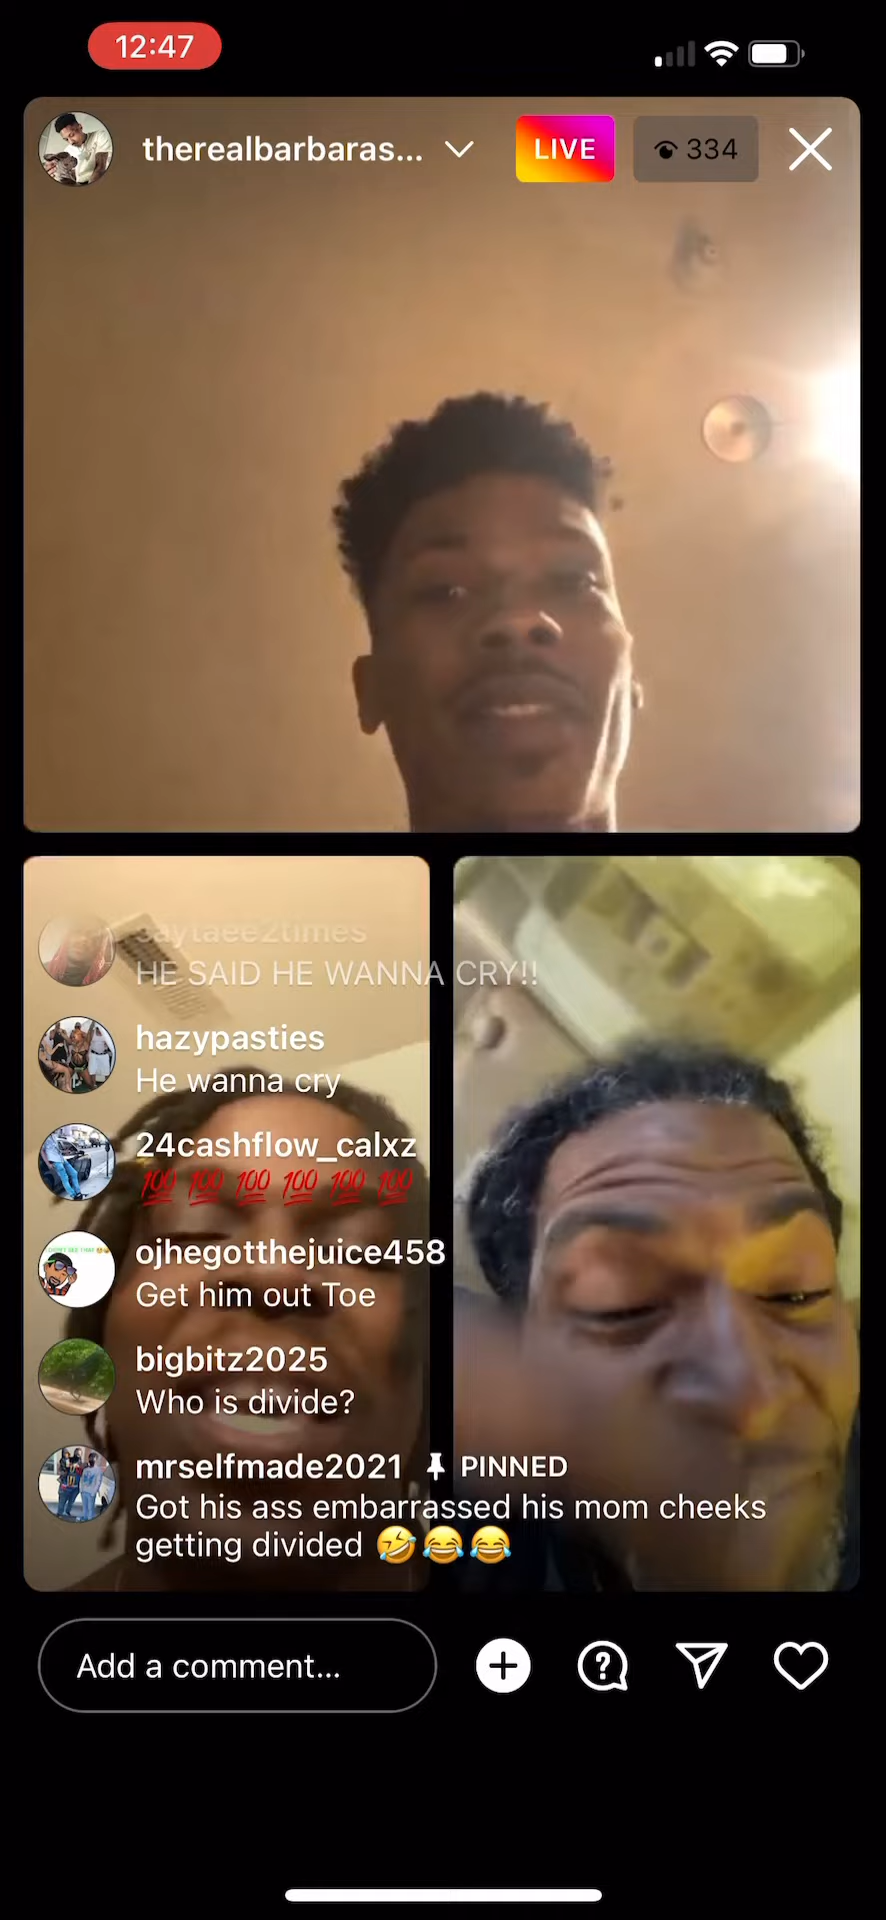 12:47
therealbarbaras...
LIVE
334
saytaee2times
HE SAID HE WANNA CRY!!
hazypasties
He wanna cry
24cashflow_calxz
💯 💯 💯 💯 💯 💯
ojhegotthejuice458
Get him out Toe
bigbitz2025
Who is divide?
mrselfmade2021 PINNED
Got his ass embarrassed his mom cheeks
getting divided 🤣😂😂
Add a comment...